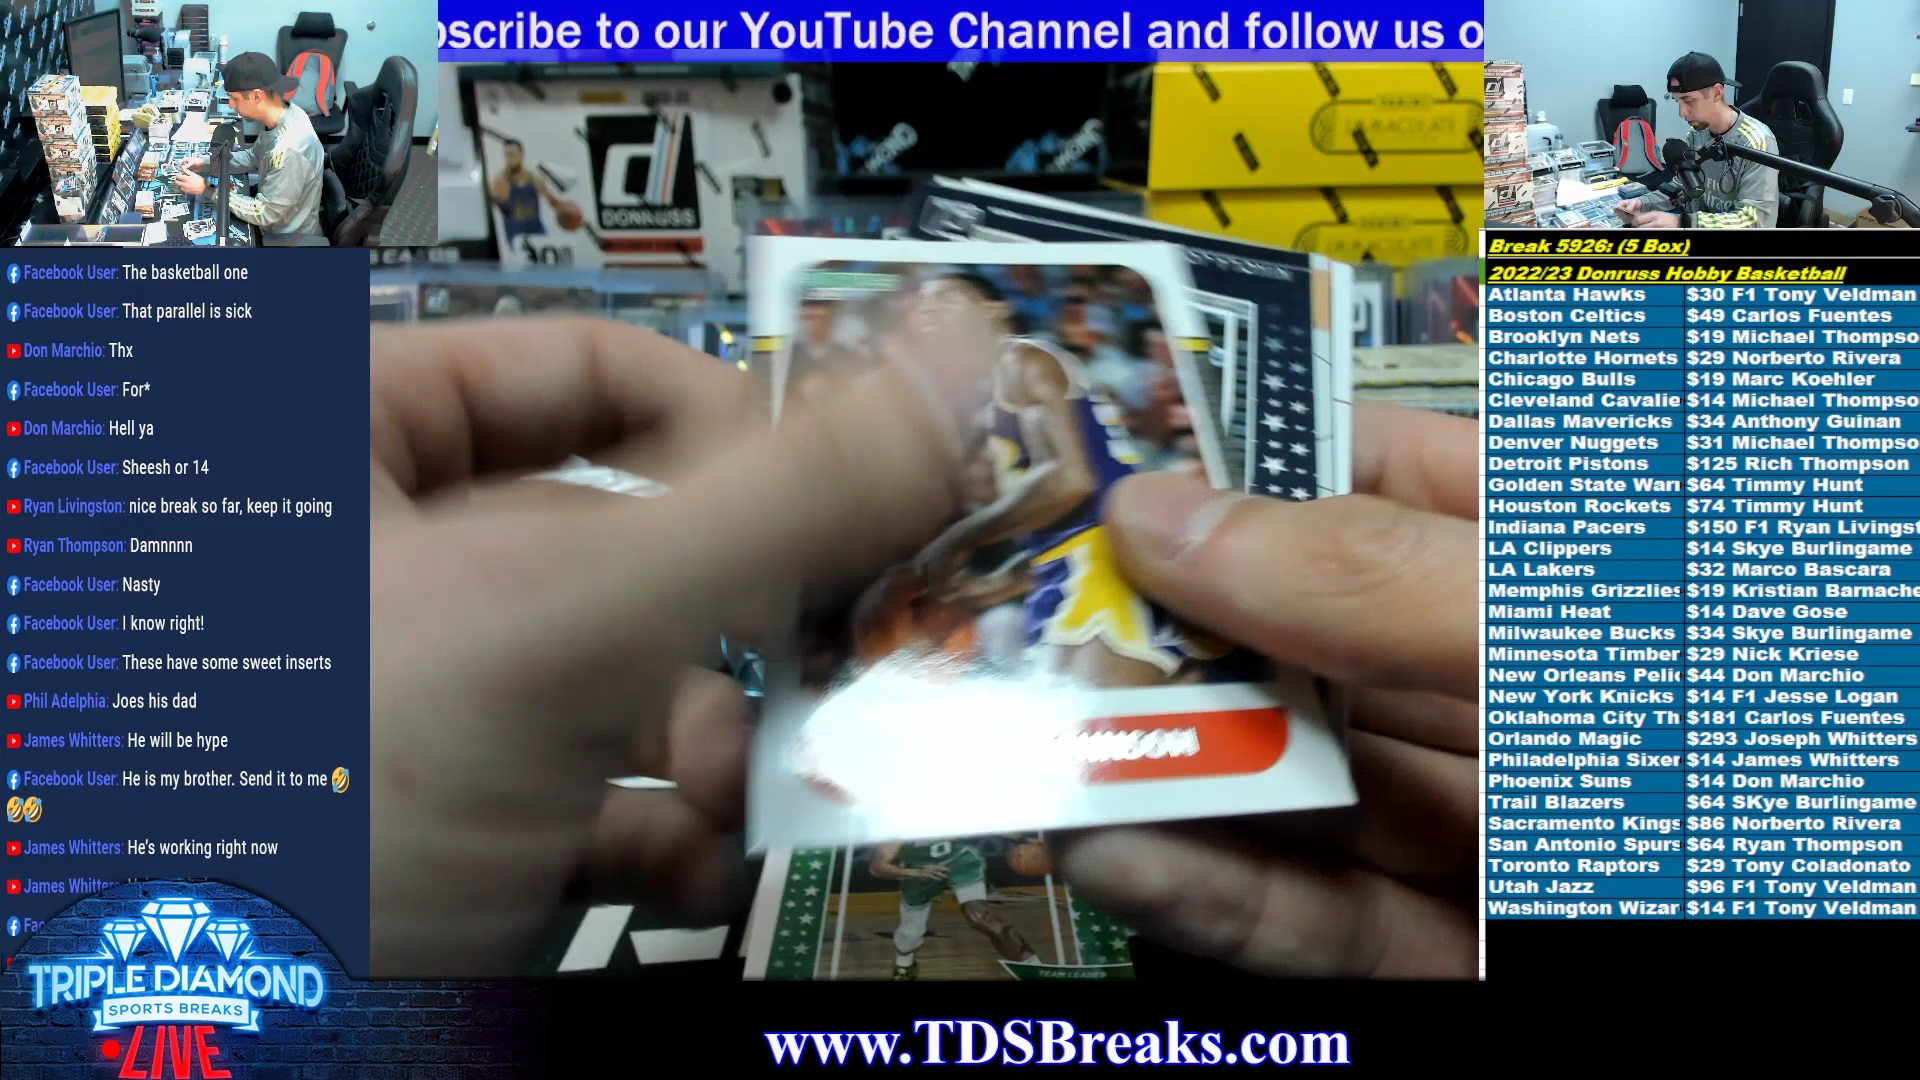 bscribe to our YouTube Channel and follow us o
DONRUSS
PANINI
IMMACULATE
TEAM LEADER
Facebook User: The basketball one
Facebook User: That parallel is sick
Don Marchio: Thx
Facebook User: For*
Don Marchio: Hell ya
Facebook User: Sheesh or 14
Ryan Livingston: nice break so far, keep it going
Ryan Thompson: Damnnnn
Facebook User: Nasty
Facebook User: I know right!
Facebook User: These have some sweet inserts
Phil Adelphia: Joes his dad
James Whitters: He will be hype
Facebook User: He is my brother. Send it to me 🤣
🤣🤣
James Whitters: He's working right now
James Whitters:
Fac
TRIPLE DIAMOND
SPORTS BREAKS
LIVE
www.TDSBreaks.com
Break 5926: (5 Box)
2022/23 Donruss Hobby Basketball
Atlanta Hawks $30 F1 Tony Veldman
Boston Celtics $49 Carlos Fuentes
Brooklyn Nets $19 Michael Thompso
Charlotte Hornets $29 Norberto Rivera
Chicago Bulls $19 Marc Koehler
Cleveland Cavalie $14 Michael Thompso
Dallas Mavericks $34 Anthony Guinan
Denver Nuggets $31 Michael Thompso
Detroit Pistons $125 Rich Thompson
Golden State Warr $64 Timmy Hunt
Houston Rockets $74 Timmy Hunt
Indiana Pacers $150 F1 Ryan Livingst
LA Clippers $14 Skye Burlingame
LA Lakers $32 Marco Bascara
Memphis Grizzlies $19 Kristian Barnache
Miami Heat $14 Dave Gose
Milwaukee Bucks $34 Skye Burlingame
Minnesota Timber $29 Nick Kriese
New Orleans Pelic $44 Don Marchio
New York Knicks $14 F1 Jesse Logan
Oklahoma City Th $181 Carlos Fuentes
Orlando Magic $293 Joseph Whitters
Philadelphia Sixer $14 James Whitters
Phoenix Suns $14 Don Marchio
Trail Blazers $64 SKye Burlingame
Sacramento Kings $86 Norberto Rivera
San Antonio Spurs $64 Ryan Thompson
Toronto Raptors $29 Tony Coladonato
Utah Jazz $96 F1 Tony Veldman
Washington Wizar $14 F1 Tony Veldman